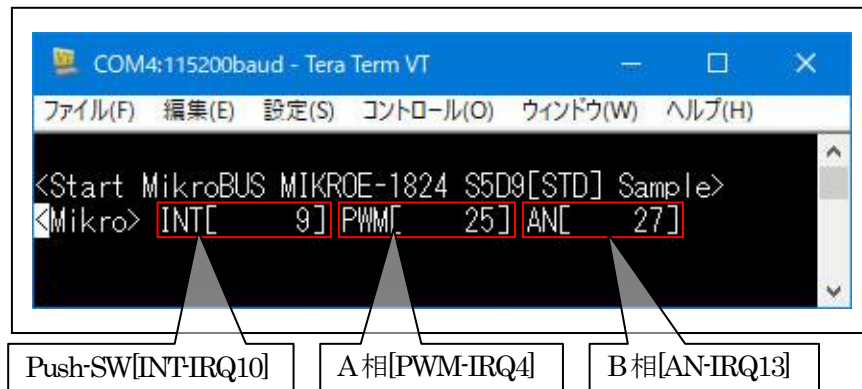 COM4:115200baud - Tera Term VT
ファイル(F) 編集(E) 設定(S) コントロール(O) ウィンドウ(W) ヘルプ(H)
<Start MikroBUS MIKROE-1824 S5D9[STD] Sample>
<Mikro> INT[ 9] PWM[ 25] AN[ 27]
Push-SW[INT-IRQ10] A相[PWM-IRQ4] B相[AN-IRQ13]